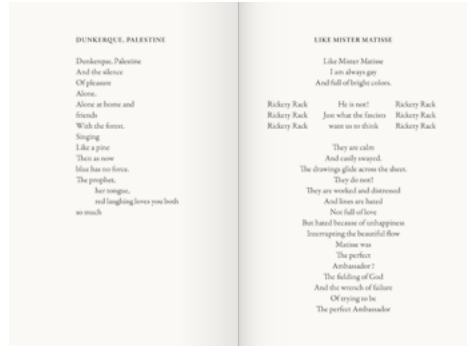 DUNKERQUE, PALESTINE
Dunkerque, Palestine
And the silence
Of pleasure
Alone.
Alone at home and
friends
With the forest.
Singing
Like a pine
Then as now
blue has no force.
The prophet,
her tongue,
red laughing loves you both
so much
LIKE MISTER MATISSE
Like Mister Matisse
I am always gay
And full of bright colors.
Rickery Rack He is not! Rickery Rack
Rickery Rack Just what the fascists Rickery Rack
Rickery Rack want us to think Rickery Rack
They are calm
And easily swayed.
The drawings glide across the sheet.
They do not!
They are worked and distressed
And lines are hated
Not full of love
But hated because of unhappiness
Interrupting the beautiful flow
Matisse was
The perfect
Ambassador?
The fielding of God
And the wrench of failure
Of trying to be
The perfect Ambassador